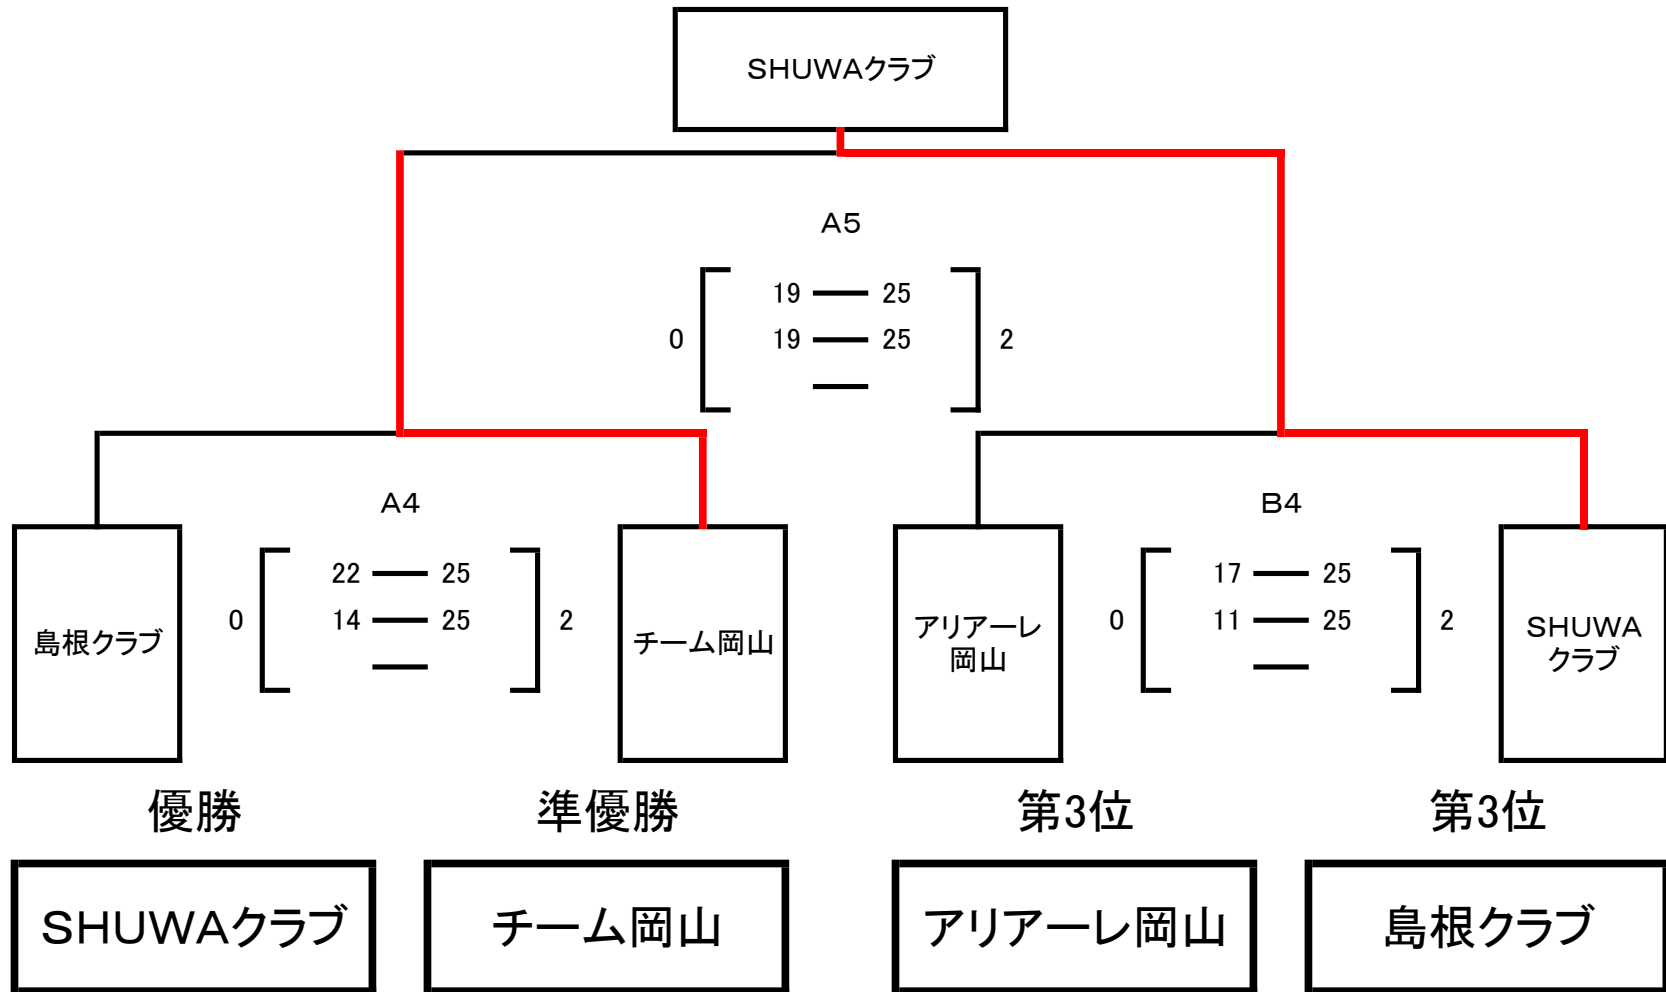 SHUWAクラブ
A5
19 ― 25
0 19 ― 25 2
―
A4
B4
22 ― 25
17 ― 25
0 14 ― 25 2
0 11 ― 25 2
―
―
島根クラブ
チーム岡山
アリアーレ
岡山
SHUWA
クラブ
優勝 準優勝 第3位 第3位
SHUWAクラブ チーム岡山 アリアーレ岡山 島根クラブ